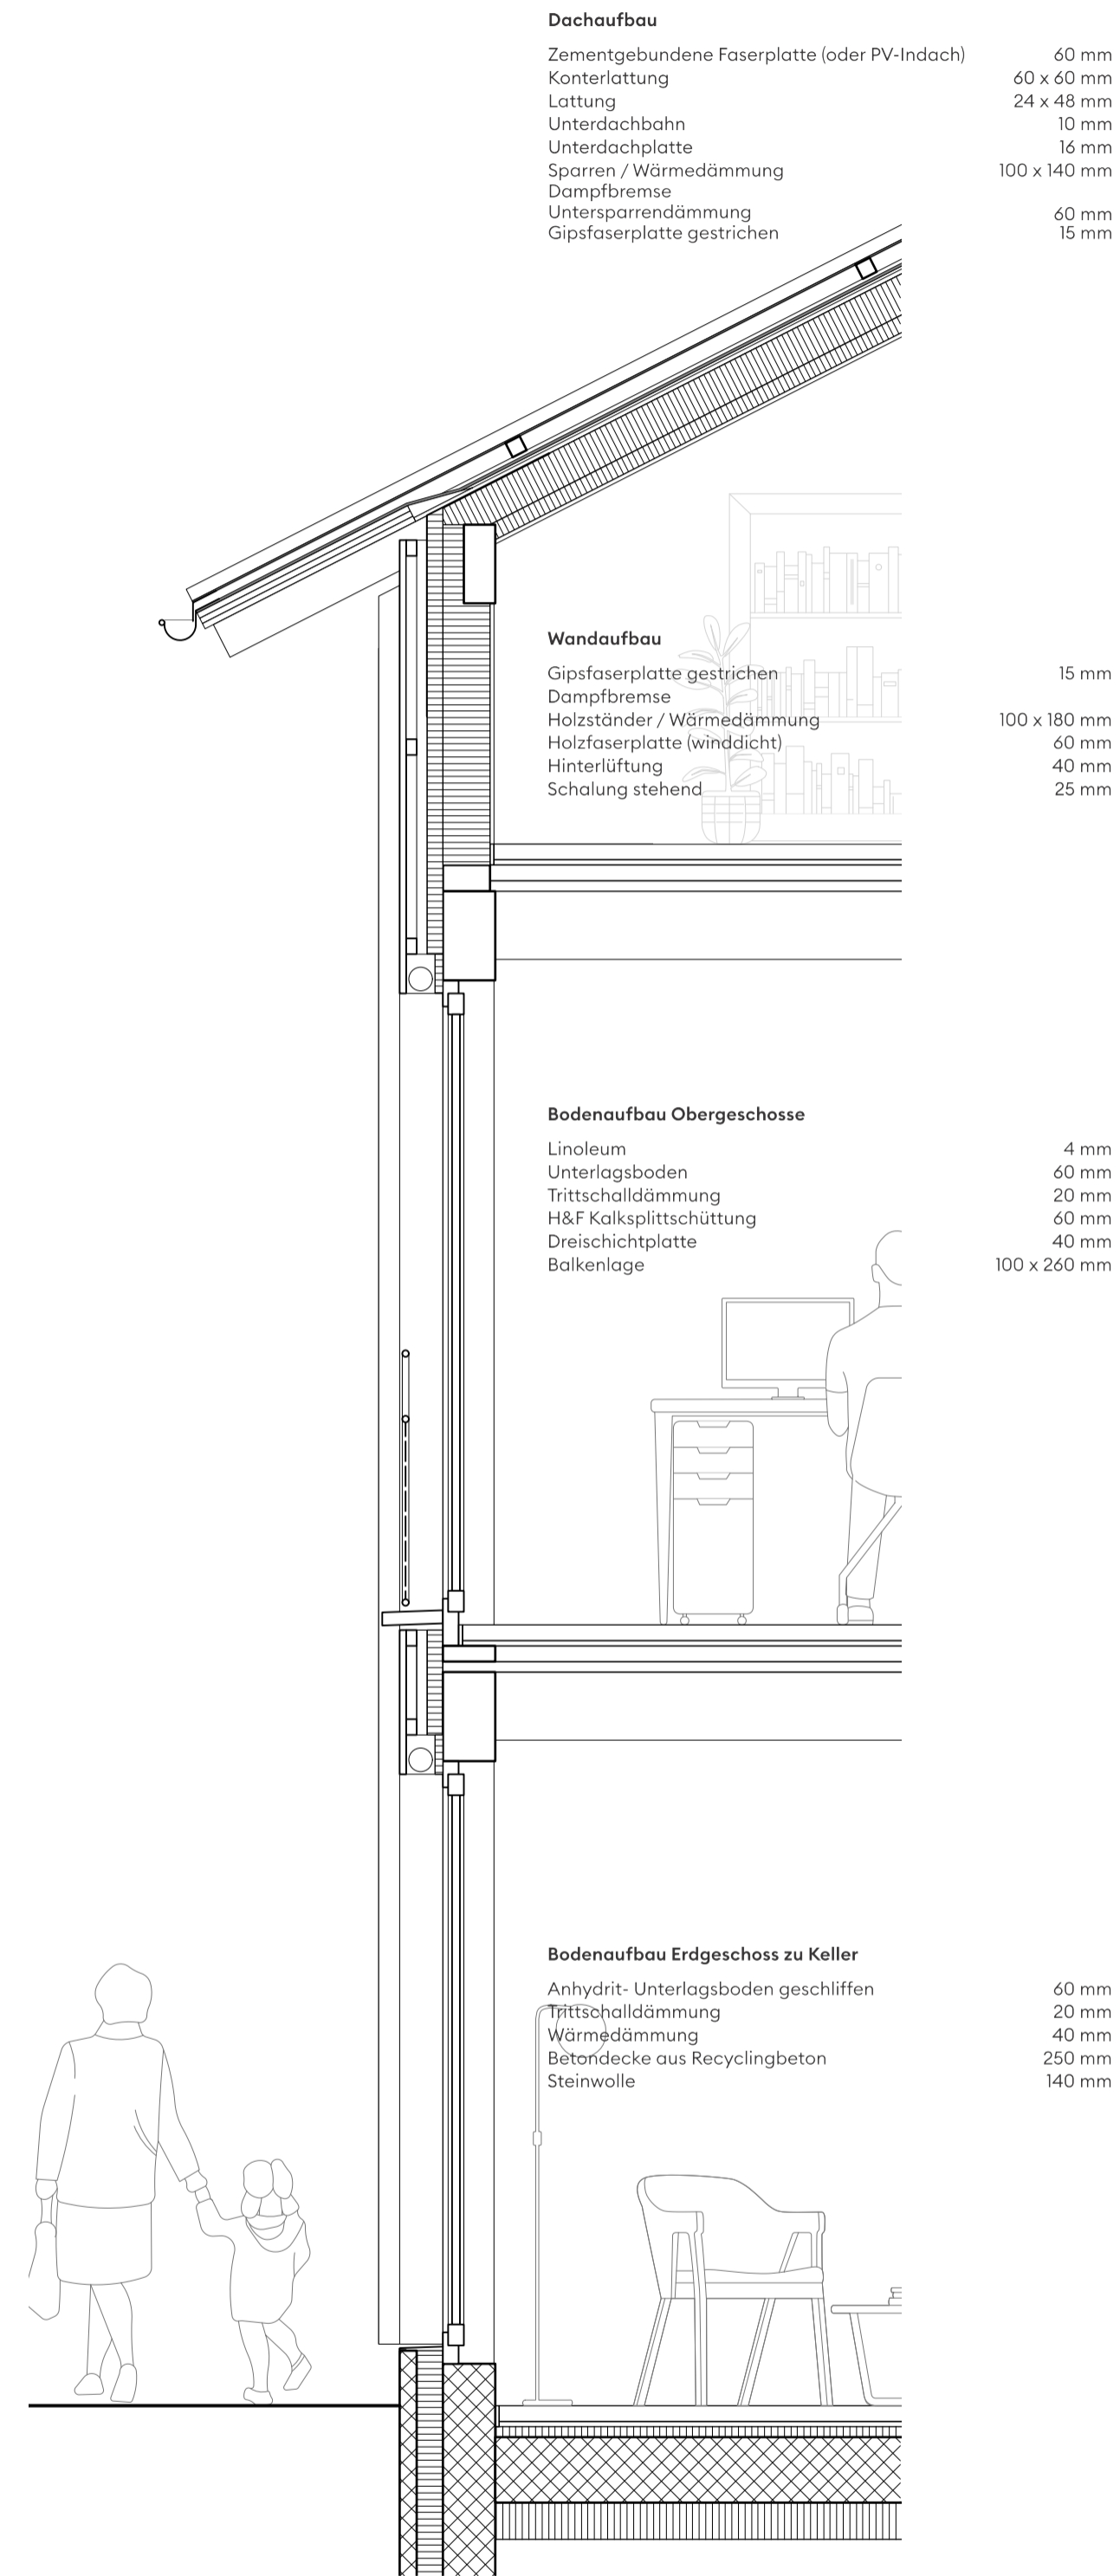 Dachaufbau
Zementgebundene Faserplatte (oder PV-Indach) 60 mm
Konterlattung 60 x 60 mm
Lattung 24 x 48 mm
Unterdachbahn 10 mm
Unterdachplatte 16 mm
Sparren / Wärmedämmung 100 x 140 mm
Dampfbremse
Untersparrendämmung 60 mm
Gipsfaserplatte gestrichen 15 mm
Wandaufbau
Gipsfaserplatte gestrichen 15 mm
Dampfbremse
Holzständer / Wärmedämmung 100 x 180 mm
Holzfaserplatte (winddicht) 60 mm
Hinterlüftung 40 mm
Schalung stehend 25 mm
Bodenaufbau Obergeschosse
Linoleum 4 mm
Unterlagsboden 60 mm
Trittschalldämmung 20 mm
H&F Kalksplittschüttung 60 mm
Dreischichtplatte 40 mm
Balkenlage 100 x 260 mm
Bodenaufbau Erdgeschoss zu Keller
Anhydrit- Unterlagsboden geschliffen 60 mm
Trittschalldämmung 20 mm
Wärmedämmung 40 mm
Betondecke aus Recyclingbeton 250 mm
Steinwolle 140 mm